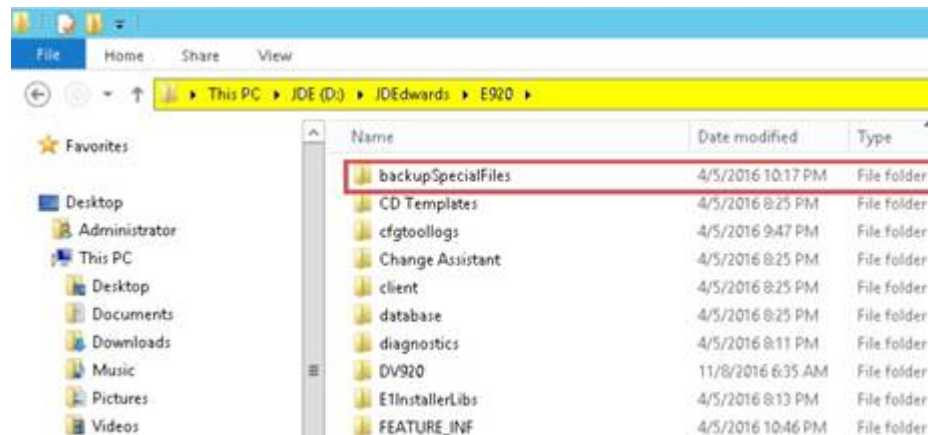 File Home Share View
This PC JDE (D:) JDEdwards E920
Favorites
Desktop
Administrator
This PC
Desktop
Documents
Downloads
Music
Pictures
Videos
Name Date modified Type
backupSpecialFiles 4/5/2016 10:17 PM File folder
CD Templates 4/5/2016 8:25 PM File folder
cfgtoollogs 4/5/2016 9:47 PM File folder
Change Assistant 4/5/2016 8:25 PM File folder
client 4/5/2016 8:25 PM File folder
database 4/5/2016 8:25 PM File folder
diagnostics 4/5/2016 8:11 PM File folder
DV920 11/8/2016 6:35 AM File folder
E1InstallerLibs 4/5/2016 8:13 PM File folder
FEATURE_INF 4/5/2016 10:46 PM File folder